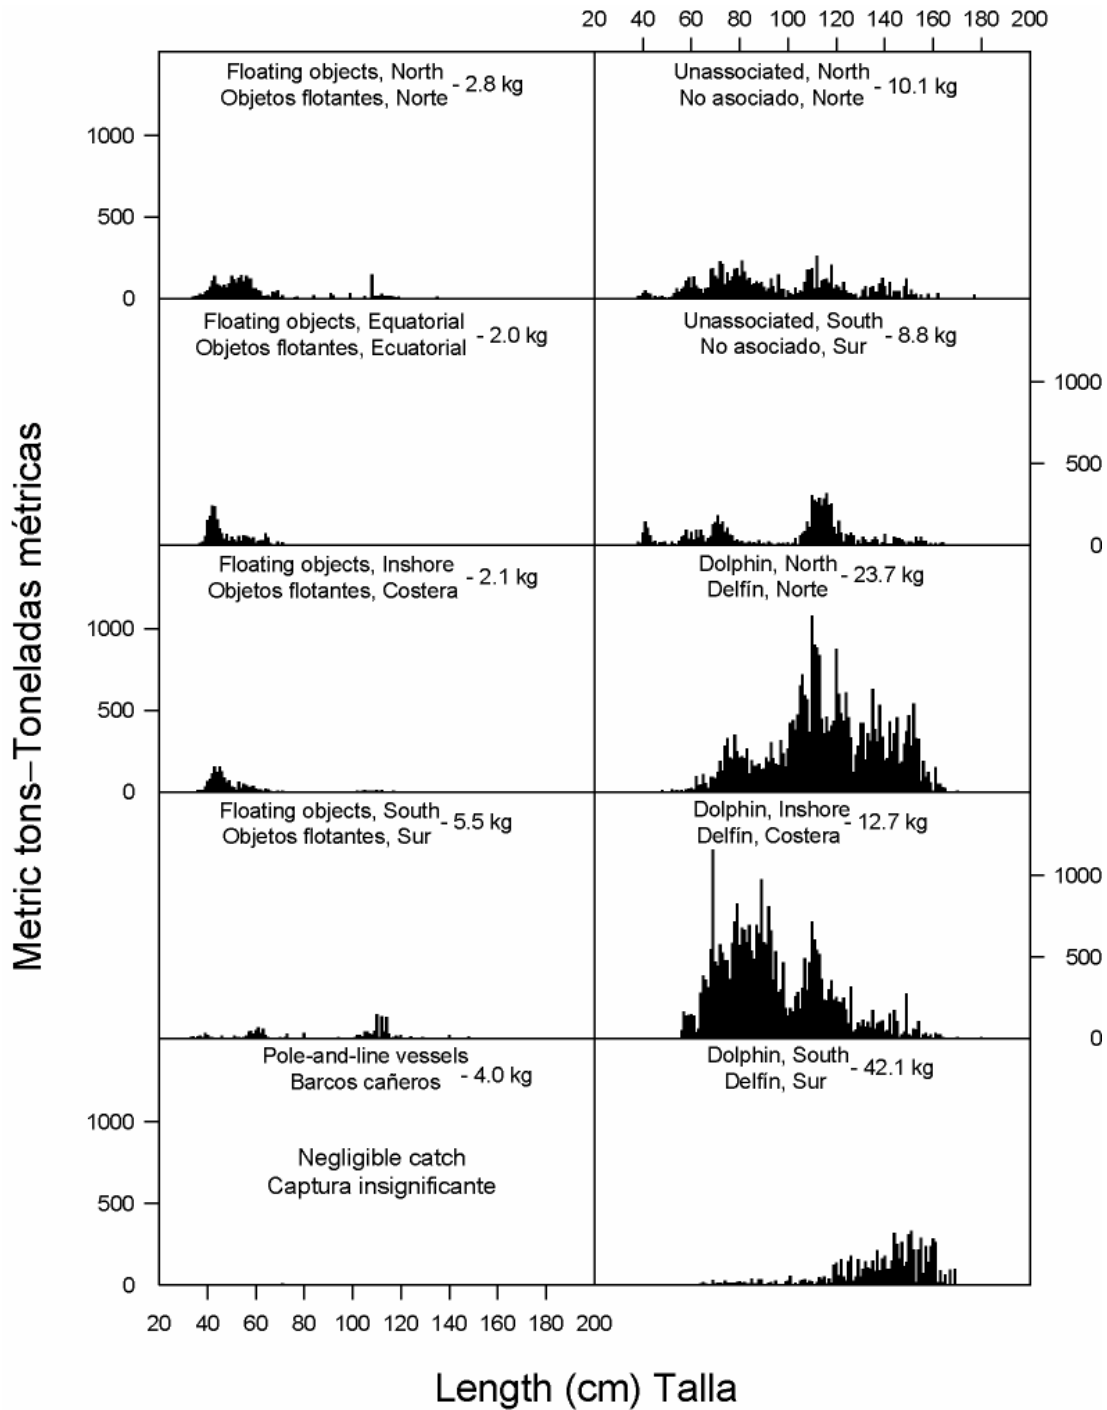 20 40 60 80 100 120 140 160 180 200
Floating objects, North
Objetos flotantes, Norte
- 2.8 kg
1000
500
0
Unassociated, North
No asociado, Norte
- 10.1 kg
Floating objects, Equatorial
Objetos flotantes, Ecuatorial
- 2.0 kg
Unassociated, South
No asociado, Sur
- 8.8 kg
1000
500
0
Floating objects, Inshore
Objetos flotantes, Costera
- 2.1 kg
1000
500
0
Dolphin, North
Delfín, Norte
- 23.7 kg
Floating objects, South
Objetos flotantes, Sur
- 5.5 kg
Dolphin, Inshore
Delfín, Costera
- 12.7 kg
1000
500
0
Pole-and-line vessels
Barcos cañeros
- 4.0 kg
Negligible catch
Captura insignificante
1000
500
0
Dolphin, South
Delfín, Sur
- 42.1 kg
20 40 60 80 100 120 140 160 180 200
Metric tons–Toneladas métricas
Length (cm) Talla